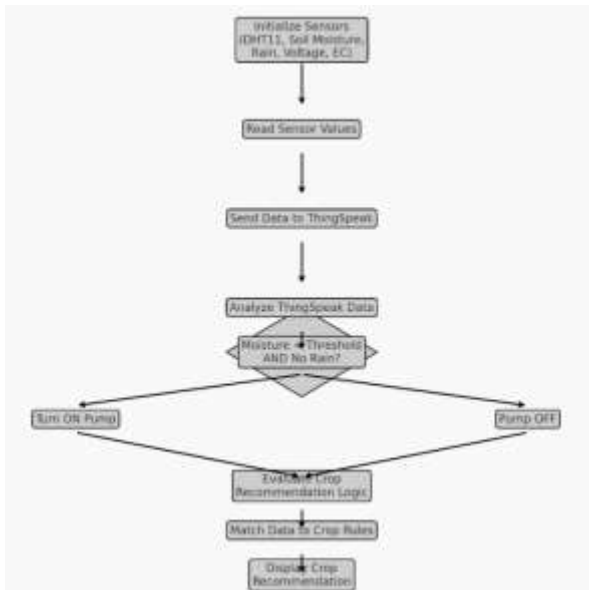 Initialize Sensors
(DHT11, Soil Moisture,
Rain, Voltage, EC)
Read Sensor Values
Send Data to ThingSpeak
Analyze ThingSpeak Data
Moisture Threshold
AND No Rain?
Turn ON Pump
Pump OFF
Evaluate Crop
Recommendation Logic
Match Data to Crop Rules
Display Crop
Recommendation